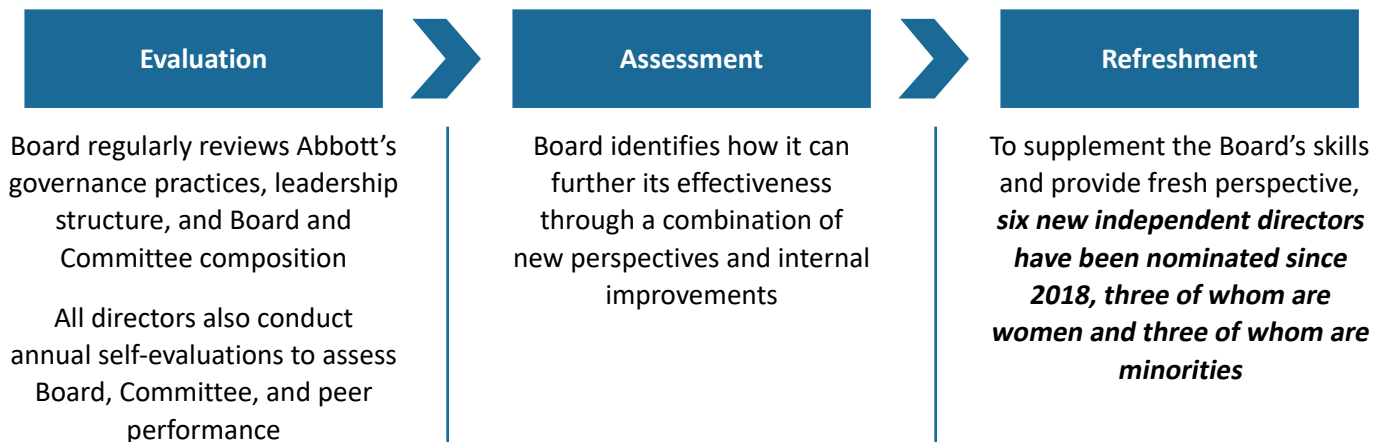 Evaluation
Board regularly reviews Abbott’s
governance practices, leadership
structure, and Board and
Committee composition
All directors also conduct
annual self-evaluations to assess
Board, Committee, and peer
performance
Assessment
Board identifies how it can
further its effectiveness
through a combination of
new perspectives and internal
improvements
Refreshment
To supplement the Board’s skills
and provide fresh perspective,
six new independent directors
have been nominated since
2018, three of whom are
women and three of whom are
minorities